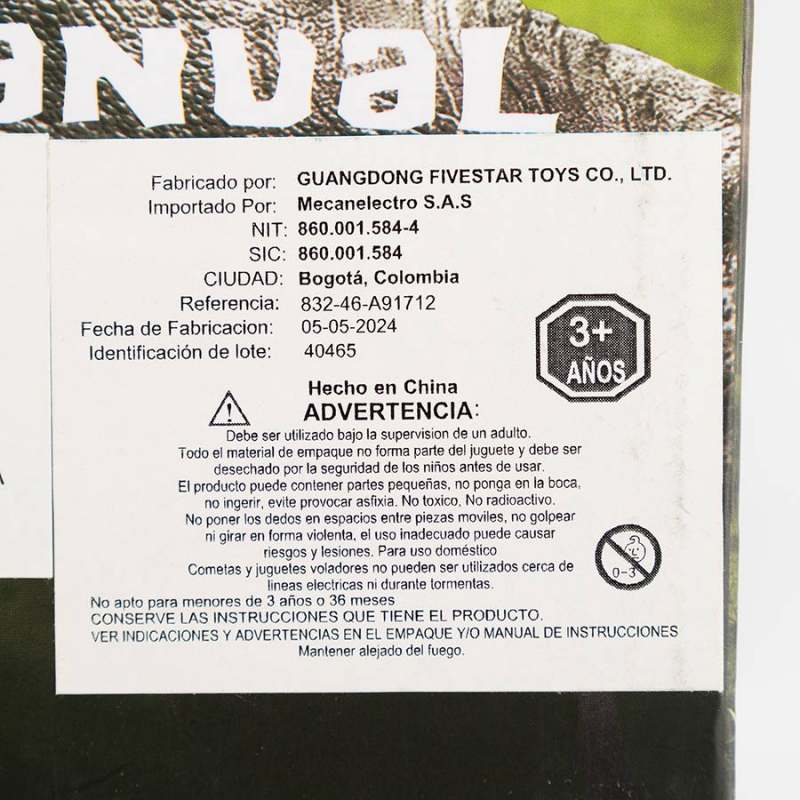 anual
Fabricado por: GUANGDONG FIVESTAR TOYS CO., LTD.
Importado Por: Mecanelectro S.A.S
NIT: 860.001.584-4
SIC: 860.001.584
CIUDAD: Bogotá, Colombia
Referencia: 832-46-A91712
Fecha de Fabricacion: 05-05-2024
Identificación de lote: 40465
3+
AÑOS
Hecho en China
ADVERTENCIA:
Debe ser utilizado bajo la supervision de un adulto.
Todo el material de empaque no forma parte del juguete y debe ser
desechado por la seguridad de los niños antes de usar.
El producto puede contener partes pequeñas, no ponga en la boca,
no ingerir, evite provocar asfixia. No toxico, No radioactivo.
No poner los dedos en espacios entre piezas moviles, no golpear
ni girar en forma violenta, el uso inadecuado puede causar
riesgos y lesiones. Para uso doméstico
0-3
Cometas y juguetes voladores no pueden ser utilizados cerca de
lineas electricas ni durante tormentas.
No apto para menores de 3 años o 36 meses
CONSERVE LAS INSTRUCCIONES QUE TIENE EL PRODUCTO.
VER INDICACIONES Y ADVERTENCIAS EN EL EMPAQUE Y/O MANUAL DE INSTRUCCIONES
Mantener alejado del fuego.